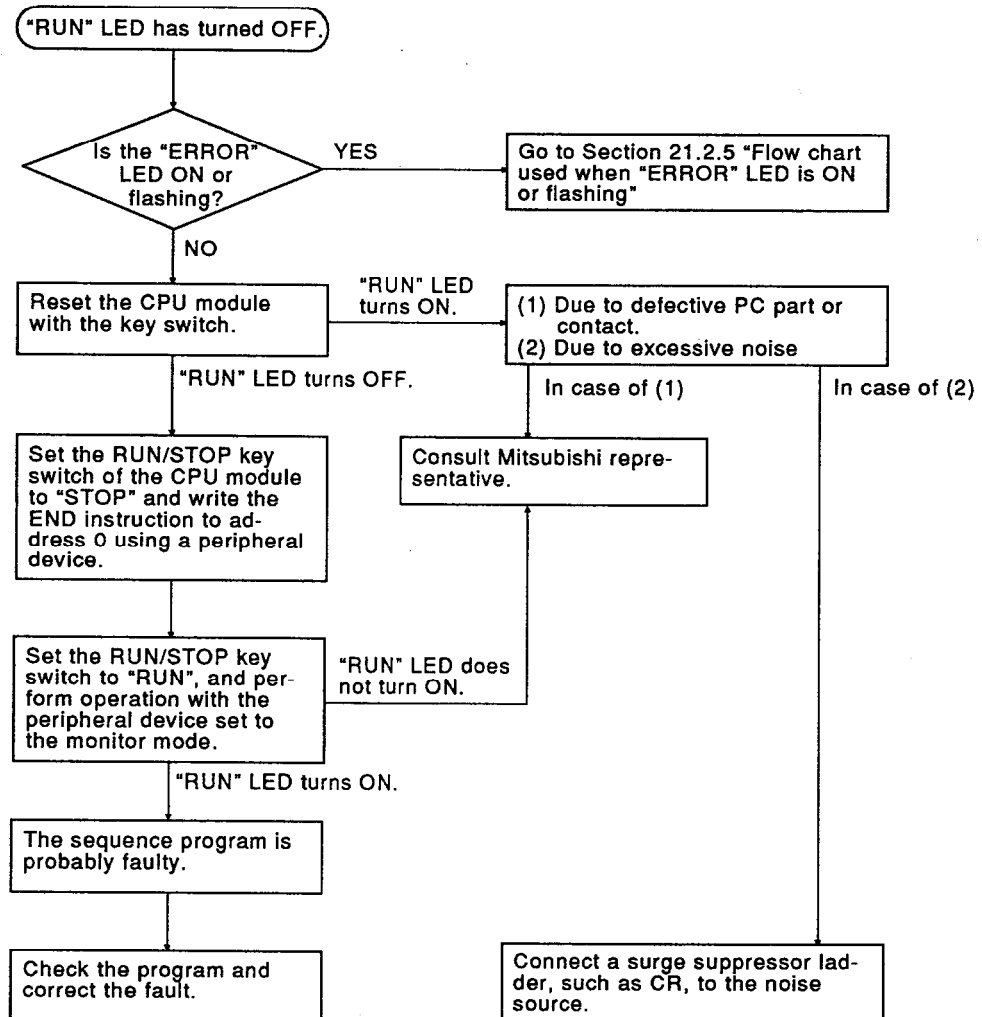 "RUN" LED has turned OFF.
Is the "ERROR"
LED ON or
flashing?
YES
Go to Section 21.2.5 "Flow chart
used when "ERROR" LED is ON
or flashing"
NO
Reset the CPU module
with the key switch.
"RUN" LED
turns ON.
(1) Due to defective PC part or
contact.
(2) Due to excessive noise
"RUN" LED turns OFF.
In case of (1)
In case of (2)
Set the RUN/STOP key
switch of the CPU module
to "STOP" and write the
END instruction to ad-
dress 0 using a peripheral
device.
Consult Mitsubishi repre-
sentative.
Set the RUN/STOP key
switch to "RUN", and per-
form operation with the
peripheral device set to
the monitor mode.
"RUN" LED does
not turn ON.
"RUN" LED turns ON.
The sequence program is
probably faulty.
Check the program and
correct the fault.
Connect a surge suppressor lad-
der, such as CR, to the noise
source.